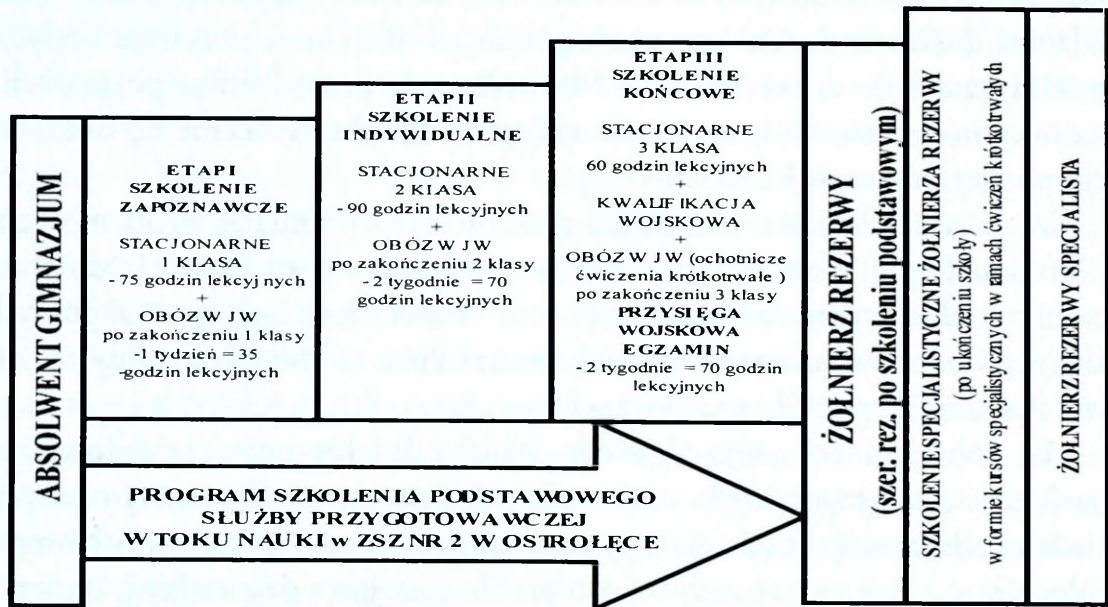 ABSOLWENT GIMNAZJUM
ETAP I
SZKOLENIE
ZAPOZNAWCZE
STACJONARNE
1 KLASA
- 75 godzin lekcyjnych
+
OBÓZ W JW
po zakończeniu 1 klasy
-1 tydzień = 35
-godzin lekcyjnych
ETAP II
SZKOLENIE
INDYWIDUALNE
STACJONARNE
2 KLASA
- 90 godzin lekcyjnych
+
OBÓZ W JW
po zakończeniu 2 klasy
- 2 tygodnie = 70
godzin lekcyjnych
ETAP III
SZKOLENIE
KOŃCOWE
STACJONARNE
3 KLASA
60 godzin lekcyjnych
+
KWALIFIKACJA
WOJSKOWA
+
OBÓZ W JW (ochotnicze
ćwiczenia krótkotrwałe )
po zakończeniu 3 klasy
PRZYSIĘGA
WOJSKOWA
EGZAMIN
- 2 tygodnie = 70 godzin
lekcyjnych
PROGRAM SZKOLENIA PODSTAWOWEGO
SŁUŻBY PRZYGOTOWAWCZEJ
W TOKU NAUKI w ZSZ NR 2 W OSTROŁĘCE
ŻOŁNIERZ REZERWY
(szer. rez. po szkoleniu podstawowym)
SZKOLENIE SPECJALISTYCZNE ŻOŁNIERZA REZERWY
(po ukończeniu szkoły)
w formie kursów spcjalistycznych w ramach ćwiczeń krótkotrwałych
ŻOŁNIERZ REZERWY SPECJALISTA